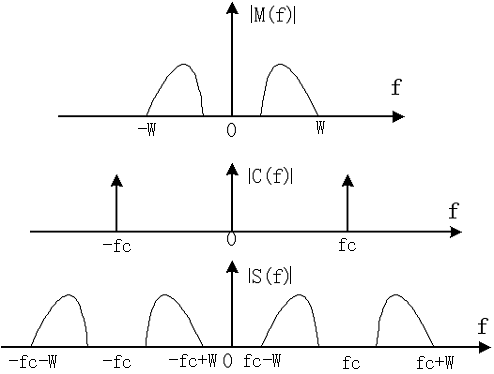 |M(f)|
f
-W 0 W
|C(f)|
f
-fc 0 fc
|S(f)|
f
-fc-W -fc -fc+W 0 fc-W fc fc+W